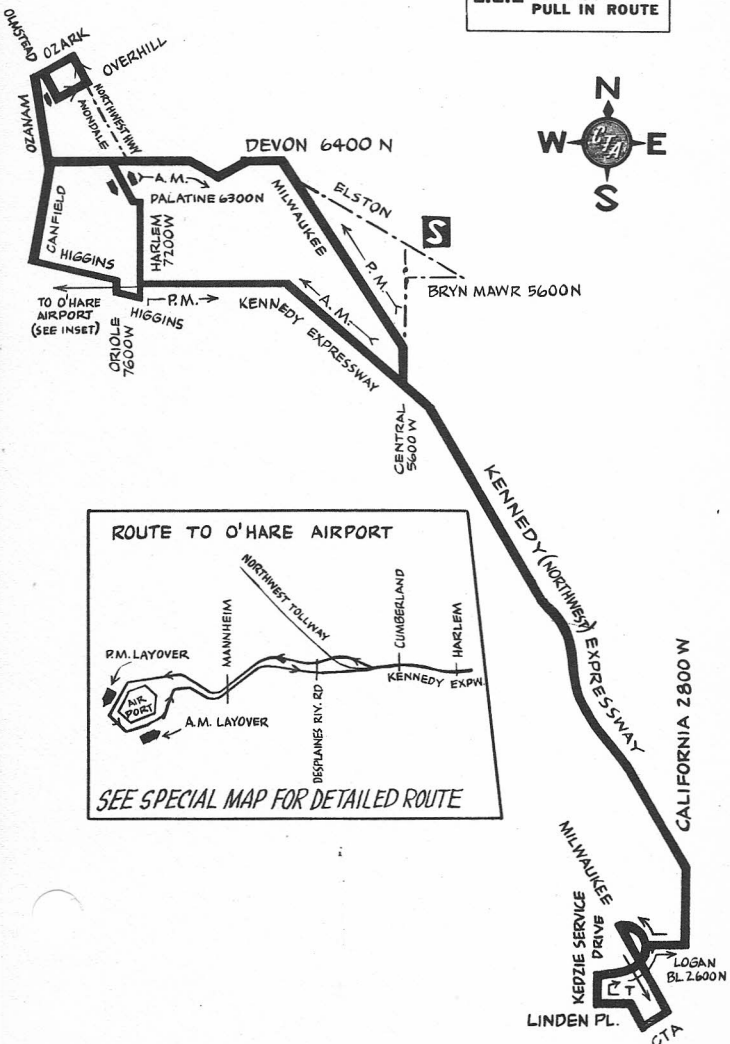 PULL IN ROUTE
OLMSTEAD
OZARK
OVERHILL
OZANAM
AVONDALE
NORTHWEST HWY
N
W CTA E
S
DEVON 6400 N
A.M.
PALATINE 6300N
MILWAUKEE
ELSTON
S
CANFIELD
HARLEM
7200W
HIGGINS
P.M.
BRYN MAWR 5600N
TO O'HARE
AIRPORT
(SEE INSET)
P.M.
HIGGINS
ORIOLE
7600W
A.M.
KENNEDY EXPRESSWAY
CENTRAL
5600 W
KENNEDY (NORTHWEST) EXPRESSWAY
ROUTE TO O'HARE AIRPORT
NORTHWEST TOLLWAY
MANNHEIM
CUMBERLAND
HARLEM
P.M. LAYOVER
KENNEDY EXPW.
AIR
PORT
A.M. LAYOVER
DESPLAINES RIV. RD
SEE SPECIAL MAP FOR DETAILED ROUTE
CALIFORNIA 2800 W
MILWAUKEE
KEDZIE SERVICE
DRIVE
LOGAN
BL 2600N
T
LINDEN PL.
CTA